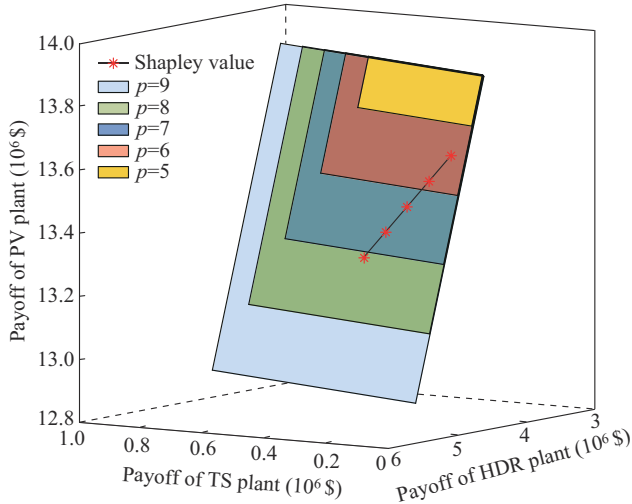 14.0
13.8
13.6
13.4
13.2
13.0
12.8
Payoff of PV plant (10⁶ $)
Shapley value
p=9
p=8
p=7
p=6
p=5
1.0
0.8
0.6
0.4
0.2
0
Payoff of TS plant (10⁶ $)
6
5
4
3
Payoff of HDR plant (10⁶ $)